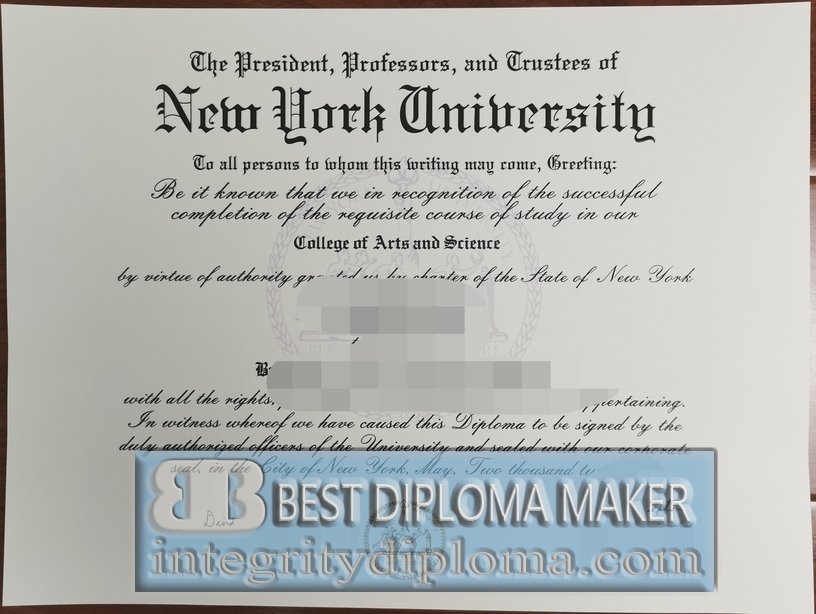 The President, Professors, and Trustees of
New York University
To all persons to whom this writing may come, Greeting:
Be it known that we in recognition of the successful
completion of the requisite course of study in our
College of Arts and Science
by virtue of authority granted us by charter of the State of New York
with all the rights,
In witness whereof we have caused this Diploma to be signed by the
duly authorized officers of the University and sealed with our corporate
seal, in the City of New York, May, Two thousand
BEST DIPLOMA MAKER
integritydiploma.com